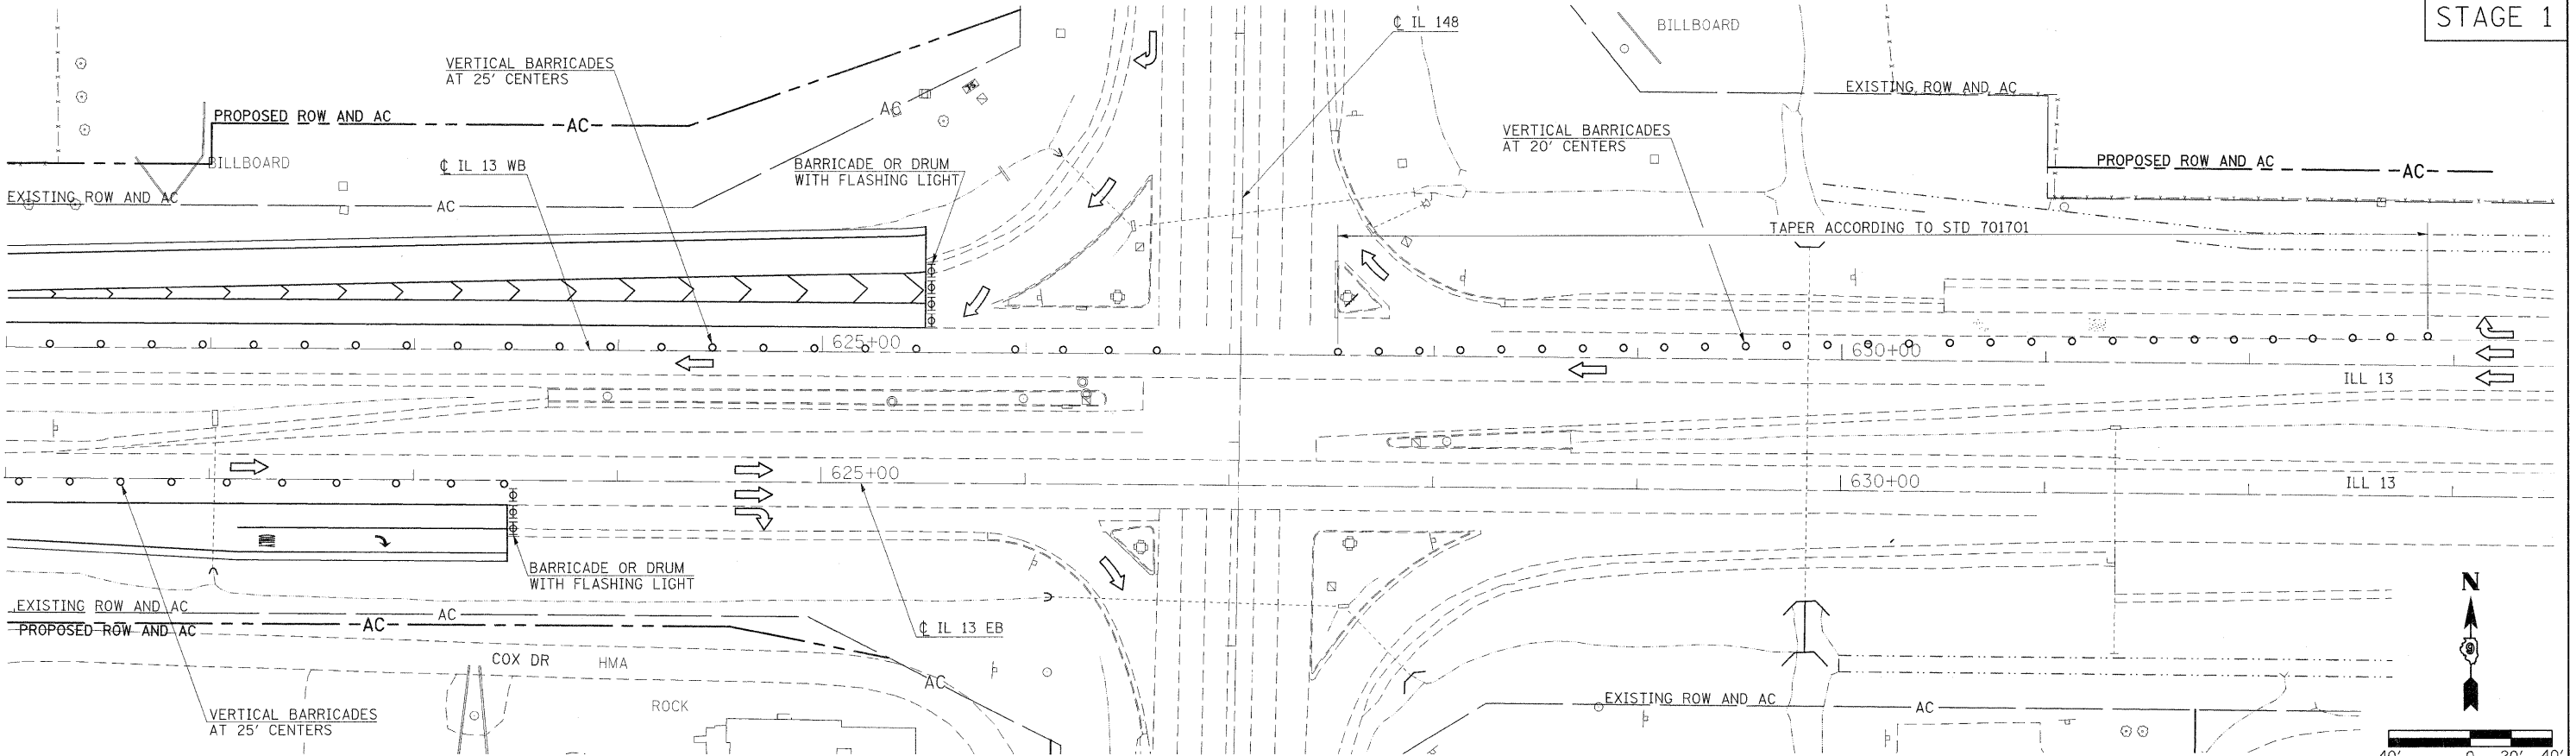 STAGE 1
℄ IL 148
BILLBOARD
VERTICAL BARRICADES
AT 25' CENTERS
EXISTING ROW AND AC
PROPOSED ROW AND AC
AC
AC
VERTICAL BARRICADES
AT 20' CENTERS
BILLBOARD
℄ IL 13 WB
BARRICADE OR DRUM
WITH FLASHING LIGHT
PROPOSED ROW AND AC
AC
EXISTING ROW AND AC
AC
TAPER ACCORDING TO STD 701701
625+00
630+00
ILL 13
625+00
630+00
ILL 13
BARRICADE OR DRUM
WITH FLASHING LIGHT
N
EXISTING ROW AND AC
AC
PROPOSED ROW AND AC
AC
℄ IL 13 EB
COX DR
HMA
AC
ROCK
EXISTING ROW AND AC
AC
VERTICAL BARRICADES
AT 25' CENTERS
40' 0 20' 40'